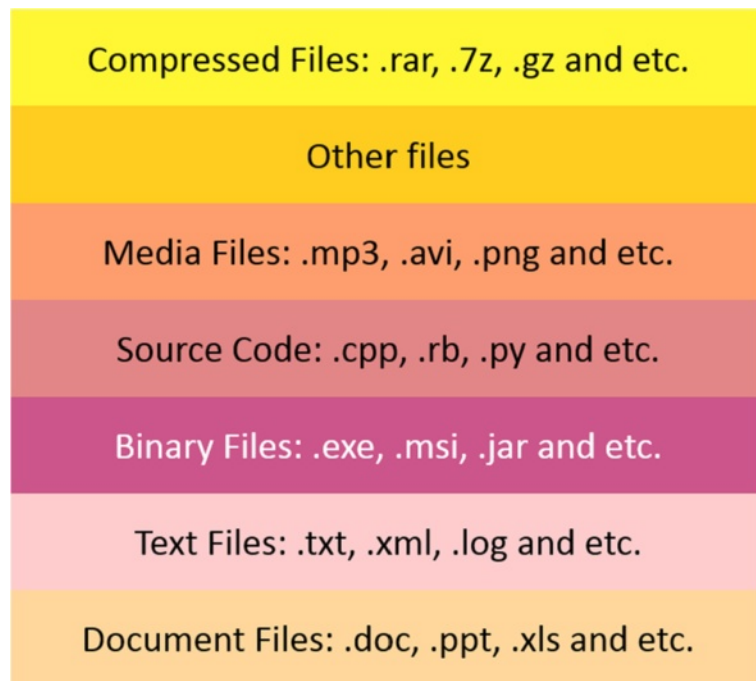 Compressed Files: .rar, .7z, .gz and etc.
Other files
Media Files: .mp3, .avi, .png and etc.
Source Code: .cpp, .rb, .py and etc.
Binary Files: .exe, .msi, .jar and etc.
Text Files: .txt, .xml, .log and etc.
Document Files: .doc, .ppt, .xls and etc.